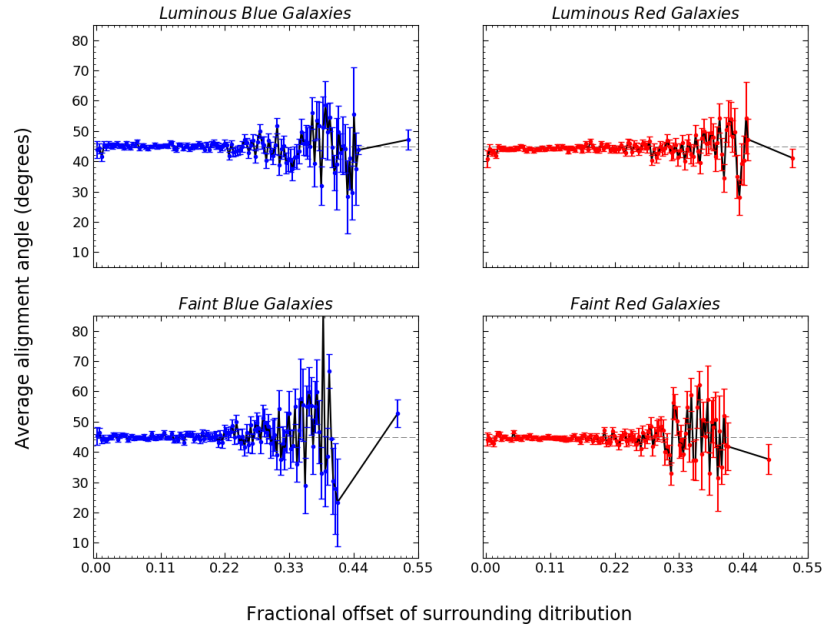 Luminous Blue Galaxies
Luminous Red Galaxies
80
70
60
50
40
30
20
10
Faint Blue Galaxies
Faint Red Galaxies
80
70
60
50
40
30
20
10
0.00 0.11 0.22 0.33 0.44 0.55
0.00 0.11 0.22 0.33 0.44 0.55
Average alignment angle (degrees)
Fractional offset of surrounding ditribution